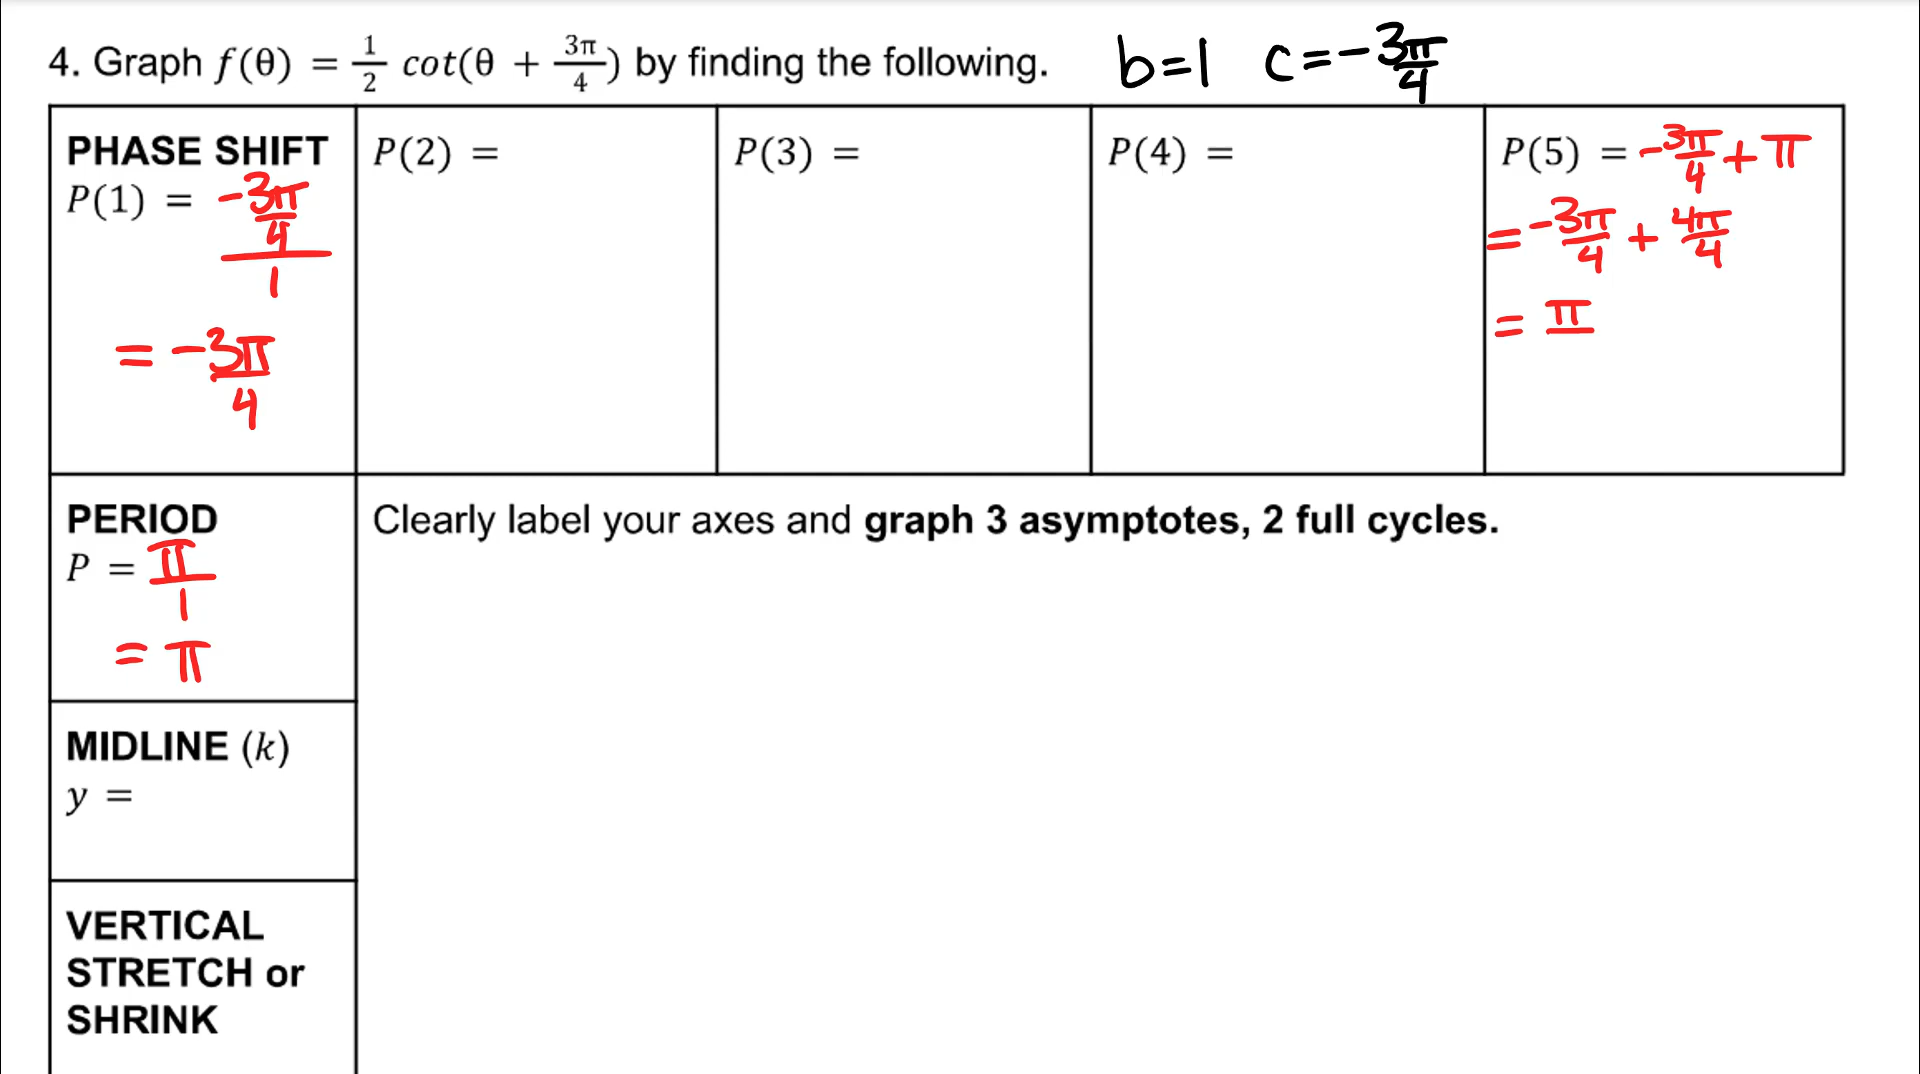 4. Graph f(θ) = 1/2 cot(θ + 3π/4) by finding the following. b=1 c=-3π/4
PHASE SHIFT
P(1) = (-3π/4)/1
= -3π/4
P(2) =
P(3) =
P(4) =
P(5) = -3π/4 + π
= -3π/4 + 4π/4
= π
PERIOD
P = π/1
= π
Clearly label your axes and graph 3 asymptotes, 2 full cycles.
MIDLINE (k)
y =
VERTICAL
STRETCH or
SHRINK